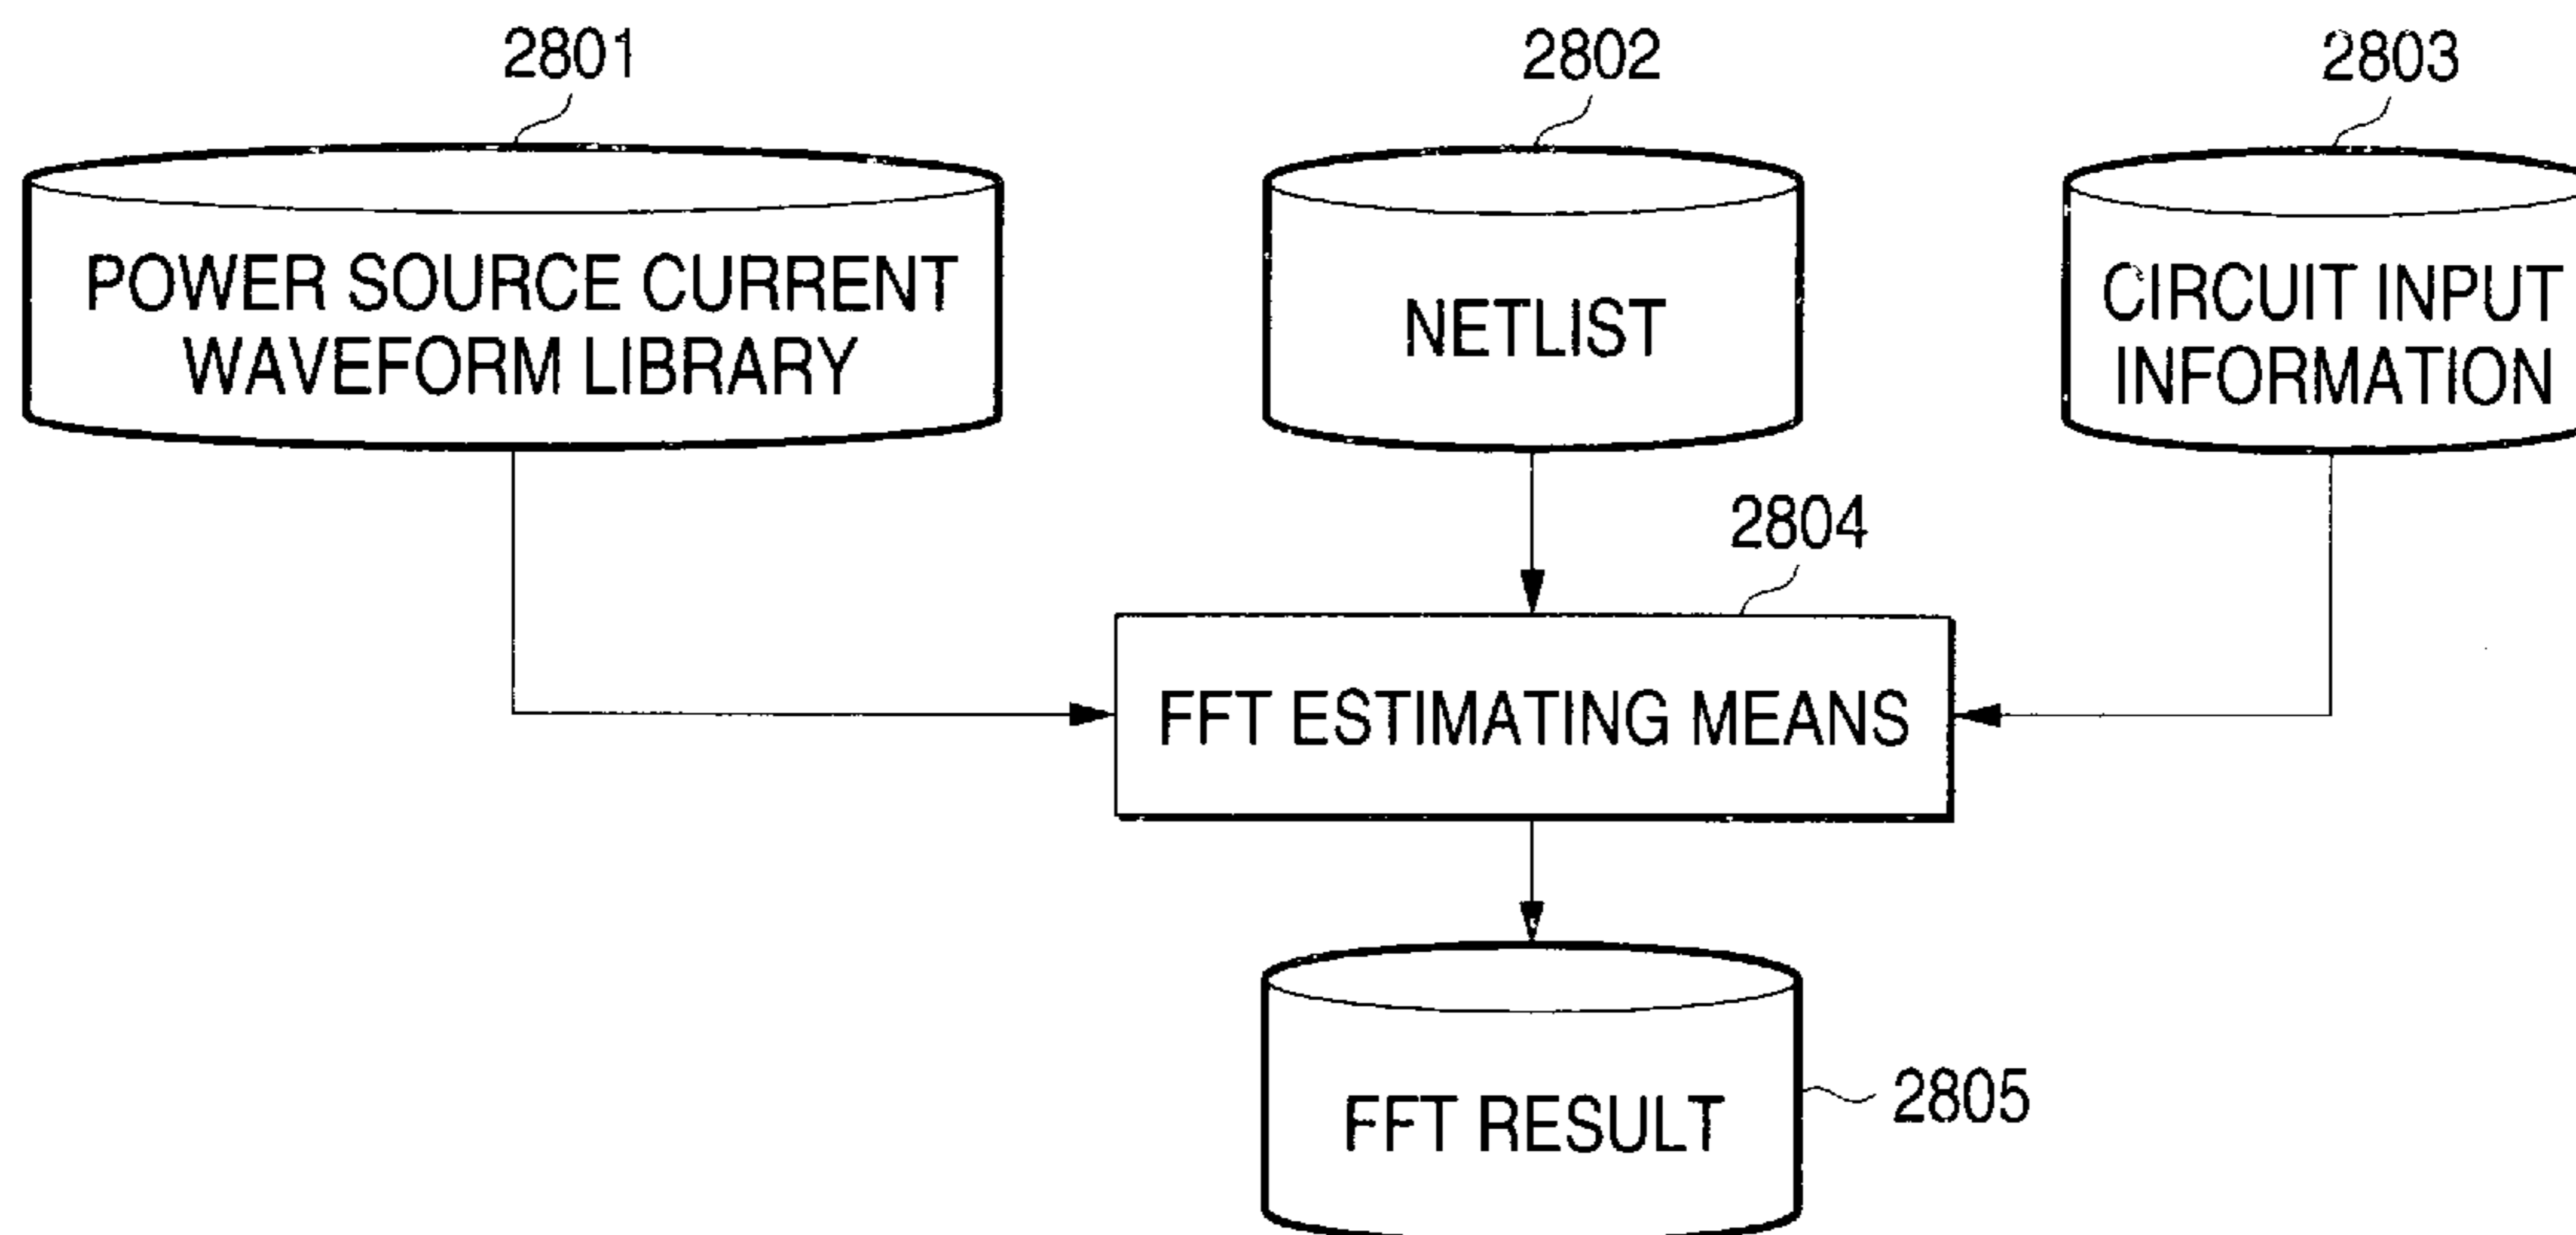 2801
2802
2803
POWER SOURCE CURRENT
WAVEFORM LIBRARY
NETLIST
CIRCUIT INPUT
INFORMATION
2804
FFT ESTIMATING MEANS
FFT RESULT
2805